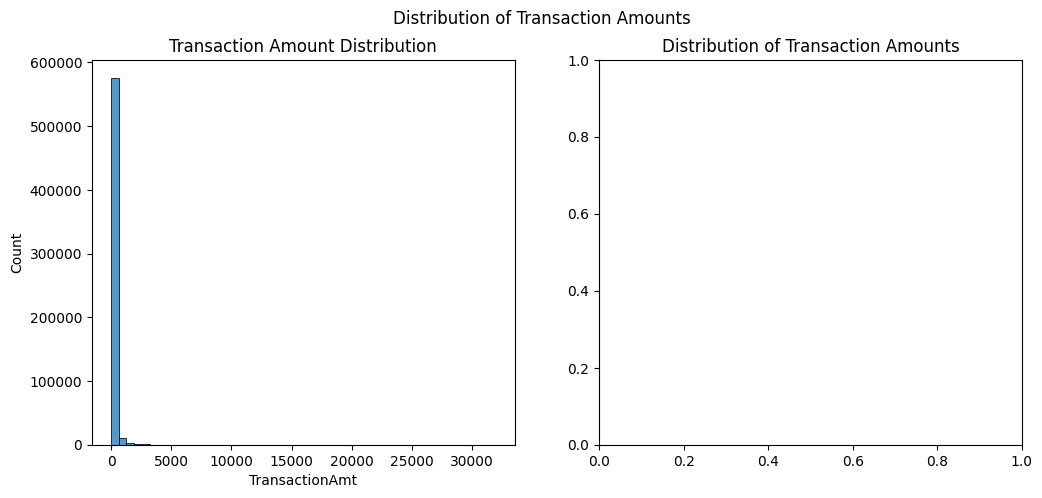 Distribution of Transaction Amounts
Transaction Amount Distribution
600000
500000
400000
300000
200000
100000
0
Count
0 5000 10000 15000 20000 25000 30000
TransactionAmt
Distribution of Transaction Amounts
1.0
0.8
0.6
0.4
0.2
0.0
0.0 0.2 0.4 0.6 0.8 1.0